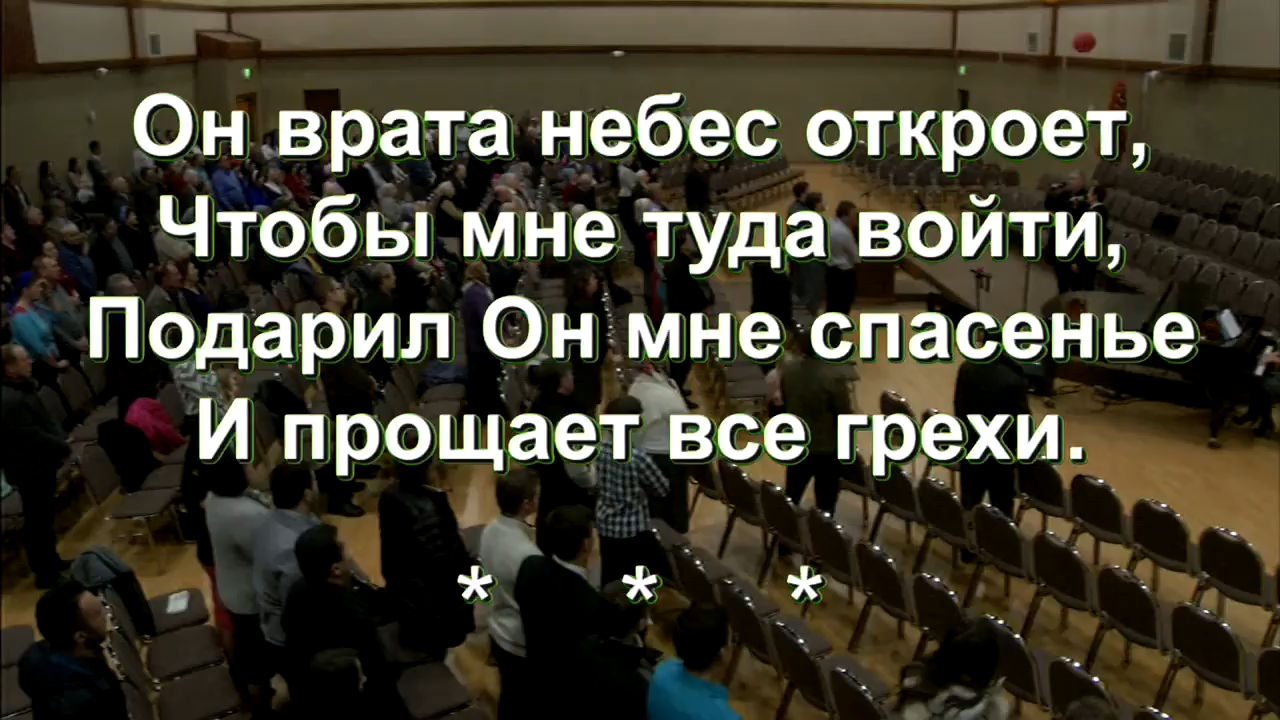 Он врата небес откроет,
Чтобы мне туда войти,
Подарил Он мне спасенье
И прощает все грехи.
* * *